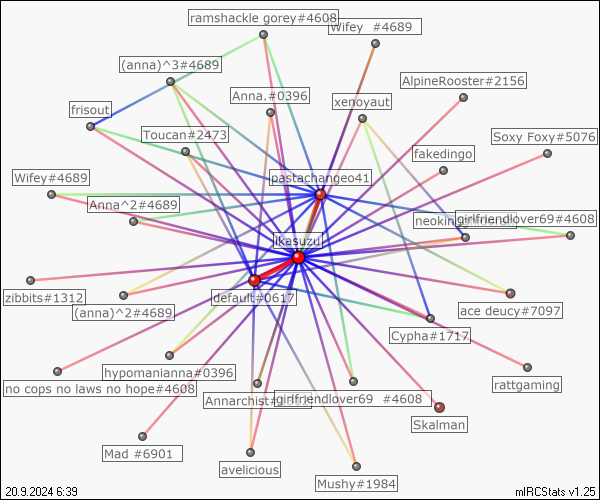 ramshackle gorey#4608
Wifey  #4689
(anna)^3#4689
AlpineRooster#2156
Anna.#0396
xenoyaut
frisout
Toucan#2473
Soxy Foxy#5076
fakedingo
pastachangeo41
Wifey#4689
Anna^2#4689
girlfriendlover69#4608
ikasuzu
default#0617
zibbits#1312
(anna)^2#4689
ace deucy#7097
Cypha#1717
hypomanianna#0396
rattgaming
no cops no laws no hope#4608
girlfriendlover69  #4608
Skalman
Mad #6901
avelicious
Mushy#1984
20.9.2024 6:39
mIRCStats v1.25